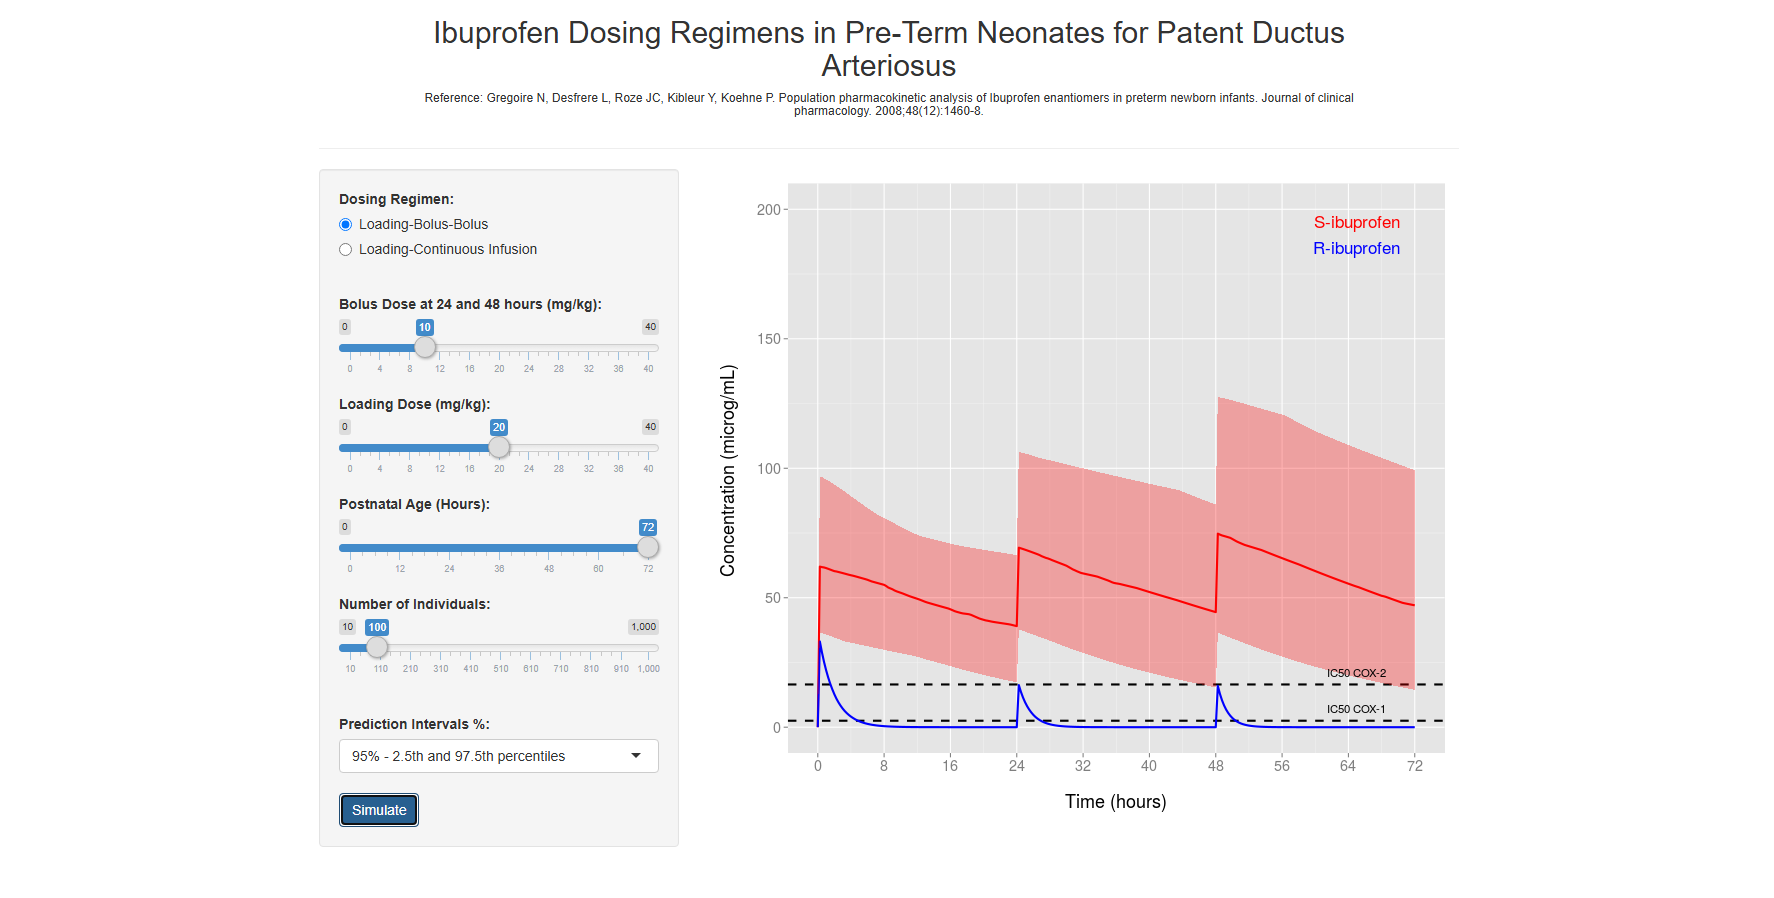 Ibuprofen Dosing Regimens in Pre-Term Neonates for Patent Ductus
Arteriosus
Reference: Gregoire N, Desfrere L, Roze JC, Kibleur Y, Koehne P. Population pharmacokinetic analysis of Ibuprofen enantiomers in preterm newborn infants. Journal of clinical
pharmacology. 2008;48(12):1460-8.
Dosing Regimen:
Loading-Bolus-Bolus
Loading-Continuous Infusion
Bolus Dose at 24 and 48 hours (mg/kg):
0 10 40
0 4 8 12 16 20 24 28 32 36 40
Loading Dose (mg/kg):
0 20 40
0 4 8 12 16 20 24 28 32 36 40
Postnatal Age (Hours):
0 72
0 12 24 36 48 60 72
Number of Individuals:
10 100 1,000
10 110 210 310 410 510 610 710 810 910 1,000
Prediction Intervals %:
95% - 2.5th and 97.5th percentiles
Simulate
Concentration (microg/mL)
200
150
100
50
0
S-ibuprofen
R-ibuprofen
IC50 COX-2
IC50 COX-1
0 8 16 24 32 40 48 56 64 72
Time (hours)